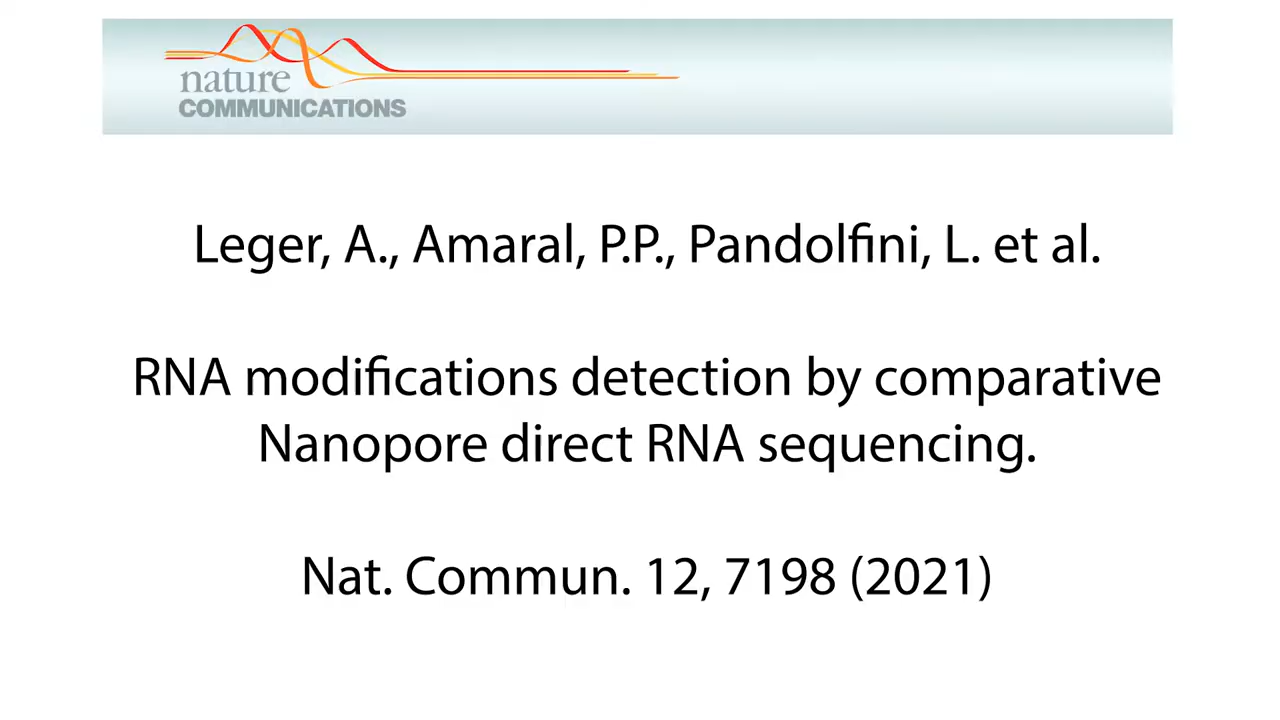 nature
COMMUNICATIONS
Leger, A., Amaral, P.P., Pandolfini, L. et al.
RNA modifications detection by comparative
Nanopore direct RNA sequencing.
Nat. Commun. 12, 7198 (2021)